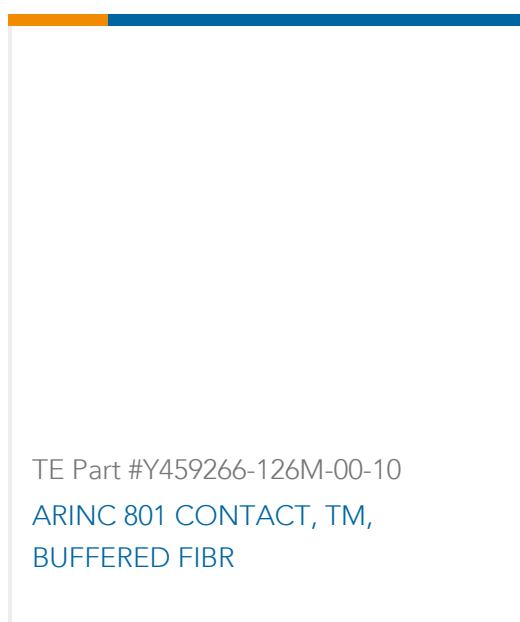 TE Part #Y459266-126M-00-10
ARINC 801 CONTACT, TM,
BUFFERED FIBR